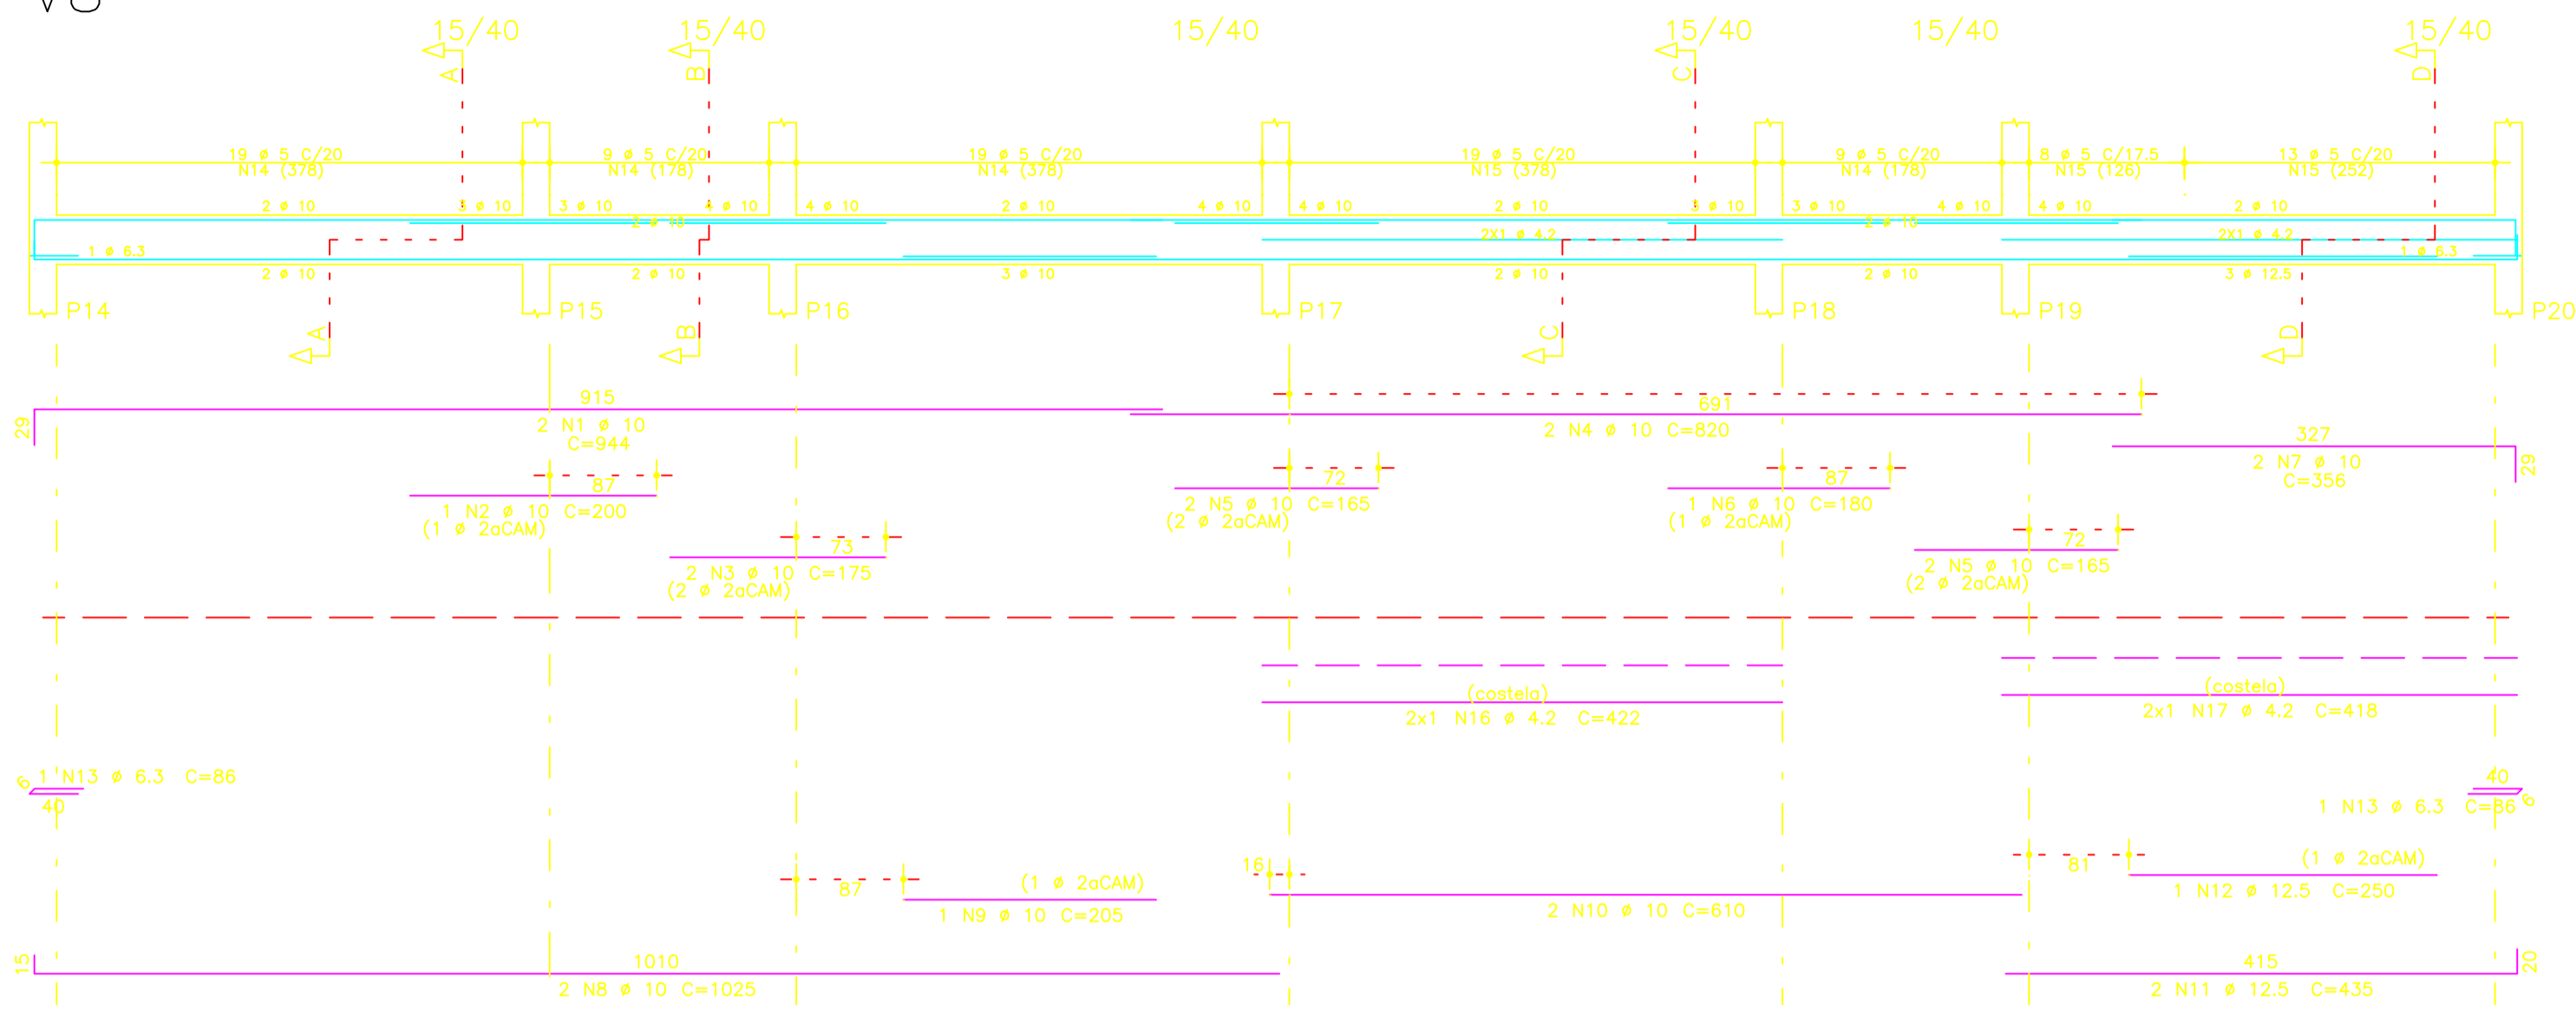 15/40 15/40 15/40 15/40 15/40 15/40
A B C D
19 ø 5 C/20 9 ø 5 C/20 19 ø 5 C/20 19 ø 5 C/20 9 ø 5 C/20 8 ø 5 C/17.5 13 ø 5 C/20
N14 (378) N14 (178) N14 (378) N15 (378) N14 (178) N15 (126) N15 (252)
2 ø 10 3 ø 10 3 ø 10 4 ø 10 4 ø 10 2 ø 10 4 ø 10 4 ø 10 2 ø 10 3 ø 10 3 ø 10 4 ø 10 4 ø 10 2 ø 10
2 ø 10 2 ø 10
2X1 ø 4.2 2X1 ø 4.2
1 ø 6.3 1 ø 6.3
2 ø 10 2 ø 10 3 ø 10 2 ø 10 2 ø 10 3 ø 12.5
P14 P15 P16 P17 P18 P19 P20
A B C D
915
29
2 N1 ø 10
C=944
691
2 N4 ø 10 C=820
327
2 N7 ø 10
C=356
29
87
1 N2 ø 10 C=200
(1 ø 2aCAM)
72
2 N5 ø 10 C=165
(2 ø 2aCAM)
87
1 N6 ø 10 C=180
(1 ø 2aCAM)
73
2 N3 ø 10 C=175
(2 ø 2aCAM)
72
2 N5 ø 10 C=165
(2 ø 2aCAM)
(costela)
2x1 N16 ø 4.2 C=422
(costela)
2x1 N17 ø 4.2 C=418
6 1 N13 ø 6.3 C=86
40
40
1 N13 ø 6.3 C=86 6
87
(1 ø 2aCAM)
1 N9 ø 10 C=205
16
2 N10 ø 10 C=610
81
(1 ø 2aCAM)
1 N12 ø 12.5 C=250
15
1010
2 N8 ø 10 C=1025
415
20
2 N11 ø 12.5 C=435